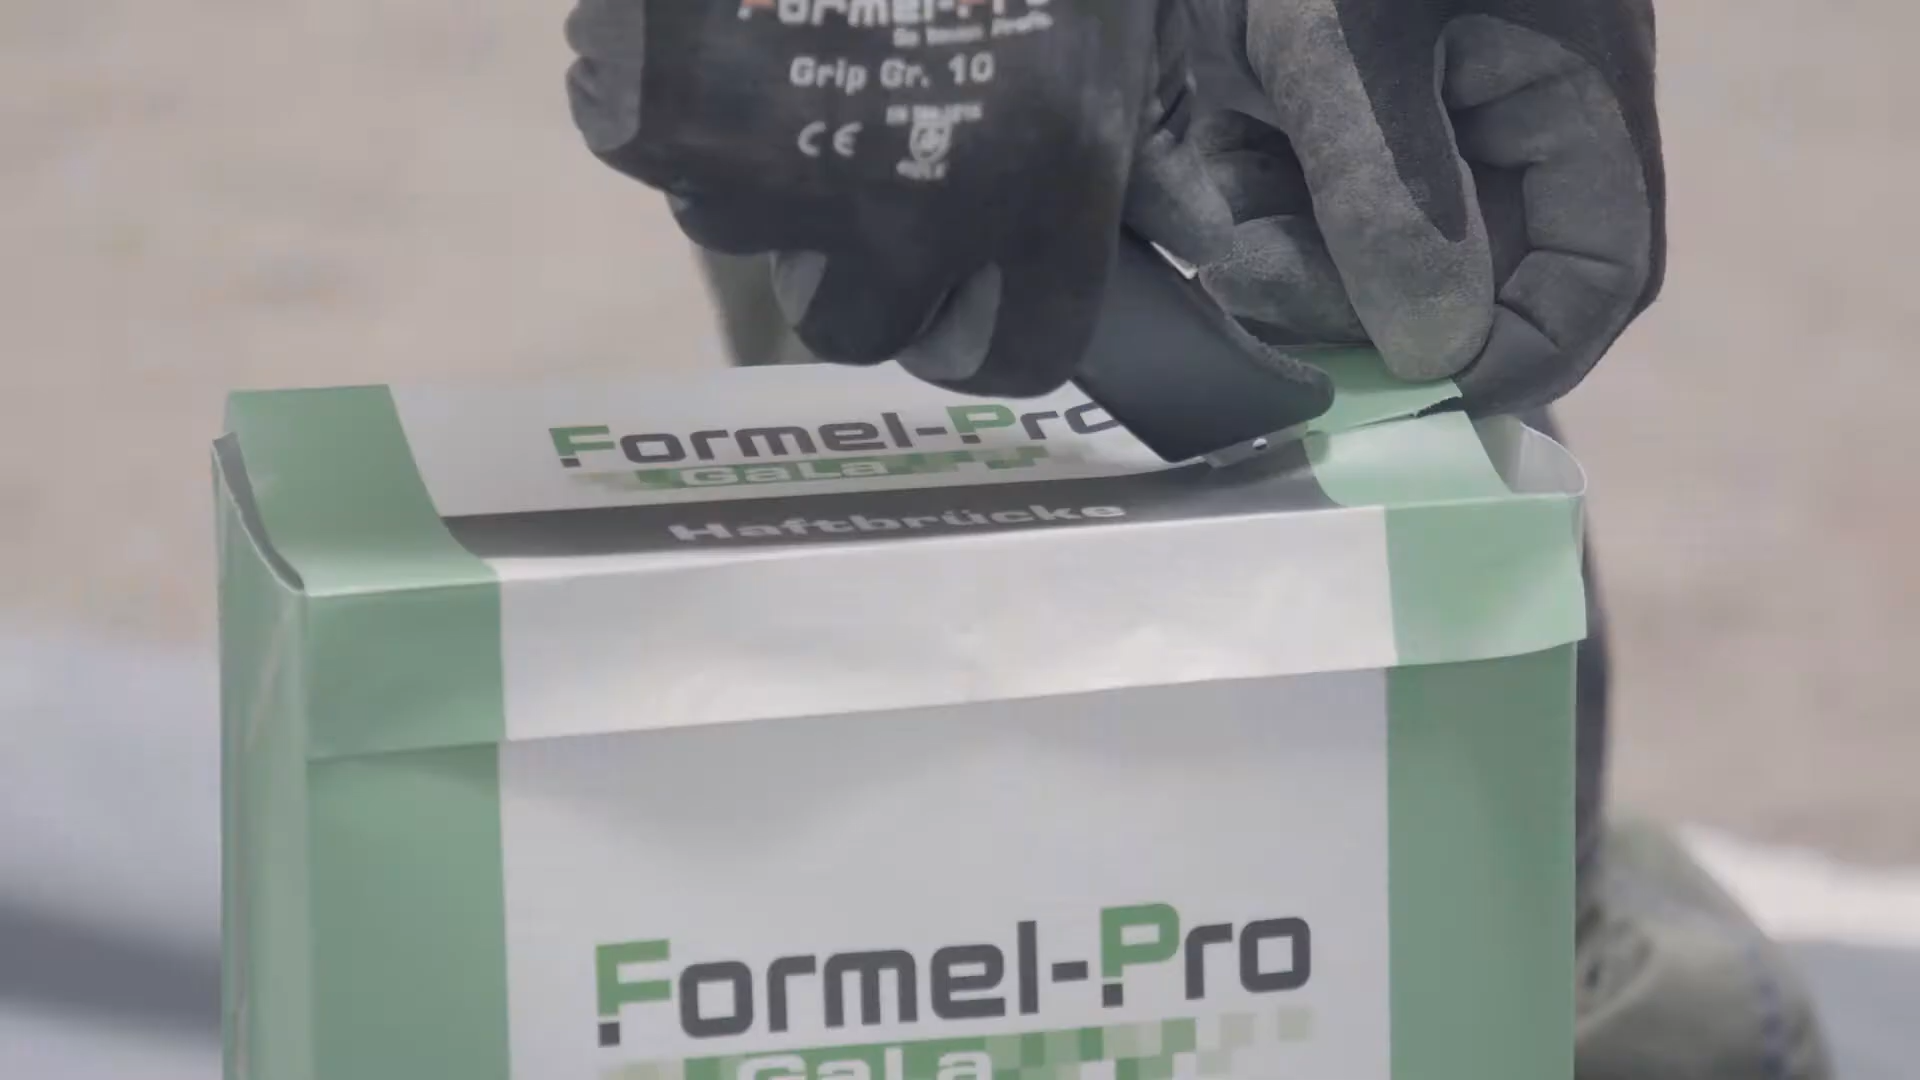 Formel-Pro
Grip Gr. 10
CE
Formel-Pro
GaLa
Haftbrücke
Formel-Pro
GaLa